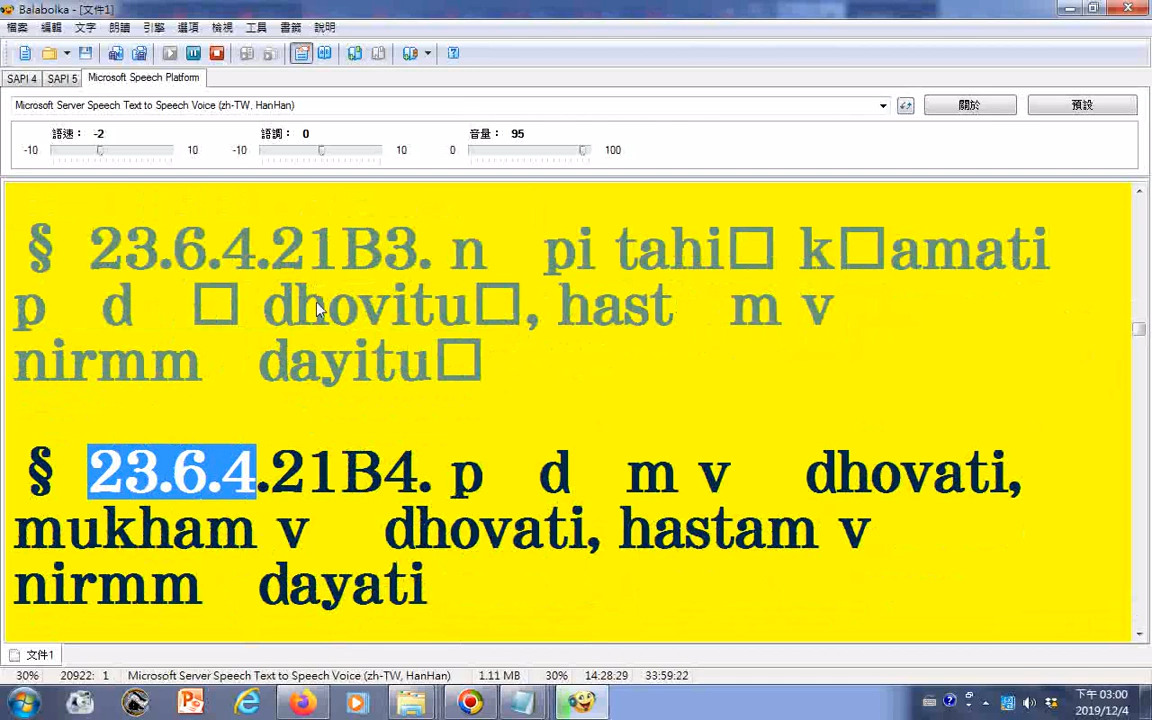 Balabolka - [文件1]
檔案 編輯 文字 朗讀 引擎 選項 檢視 工具 書籤 說明
SAPI 4 SAPI 5 Microsoft Speech Platform
Microsoft Server Speech Text to Speech Voice (zh-TW, HanHan) 關於 預設
語速： -2 語調： 0 音量： 95
-10 10 -10 10 0 100
§ 23.6.4.21B3. n pi tahi□ k□amati
p d □ dhovitu□, hast m v
nirmm dayitu□
§ 23.6.4.21B4. p d m v dhovati,
mukham v dhovati, hastam v
nirmm dayati
文件1
30% 20922: 1 Microsoft Server Speech Text to Speech Voice (zh-TW, HanHan) 1.11 MB 30% 14:28:29 33:59:22
下午 03:00
2019/12/4